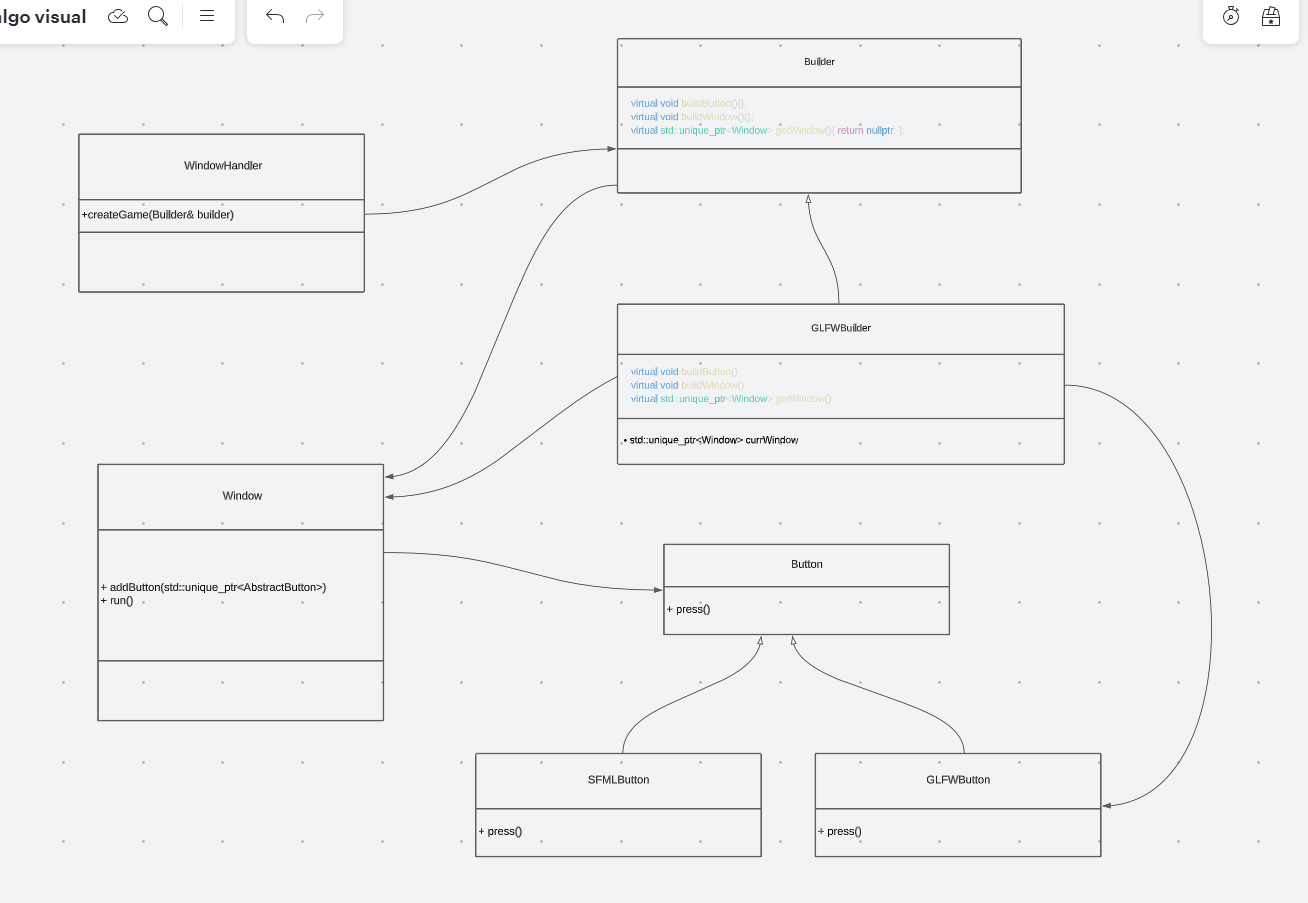 algo visual
Builder
virtual void buildButton(){};
virtual void buildWindow(){};
virtual std::unique_ptr<Window> getWindow(){ return nullptr; };
WindowHandler
+createGame(Builder& builder)
GLFWBuilder
virtual void buildButton()
virtual void buildWindow()
virtual std::unique_ptr<Window> getWindow()
• std::unique_ptr<Window> currWindow
Window
+ addButton(std::unique_ptr<AbstractButton>)
+ run()
Button
+ press()
SFMLButton
+ press()
GLFWButton
+ press()